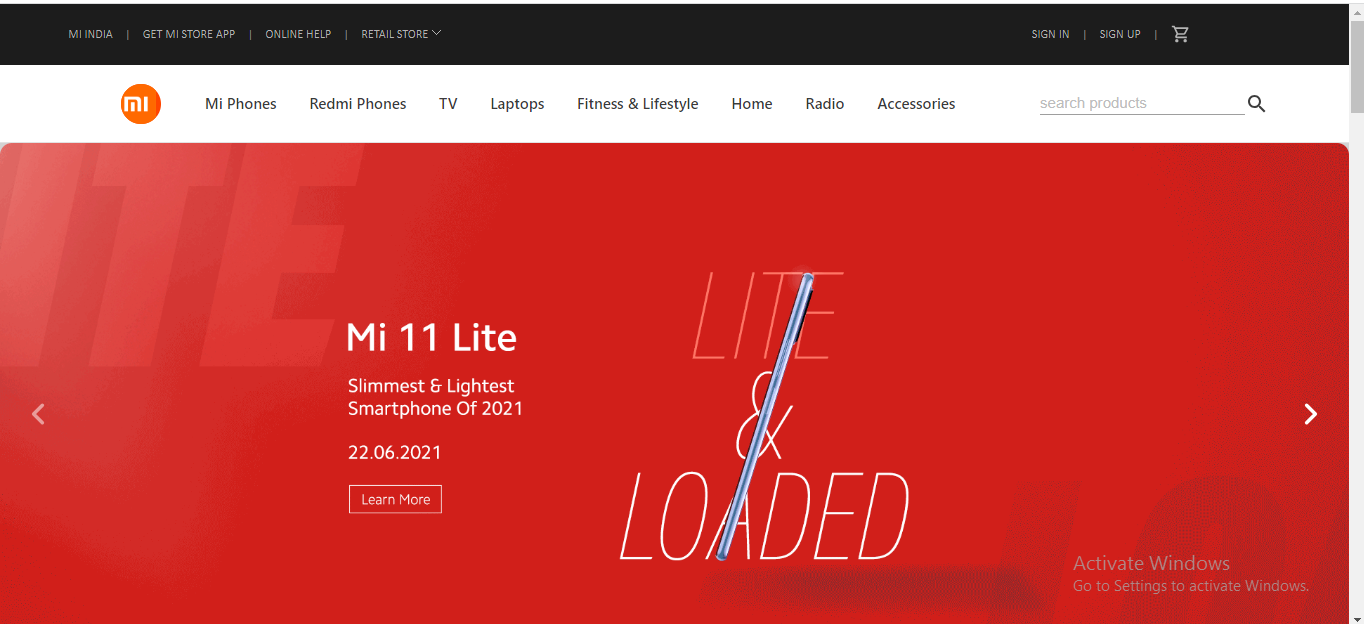 MI INDIA | GET MI STORE APP | ONLINE HELP | RETAIL STORE
SIGN IN | SIGN UP |
mi
Mi Phones Redmi Phones TV Laptops Fitness & Lifestyle Home Radio Accessories
search products
LITE
Mi 11 Lite
Slimmest & Lightest
Smartphone Of 2021
22.06.2021
Learn More
LITE
&
LOADED
Activate Windows
Go to Settings to activate Windows.